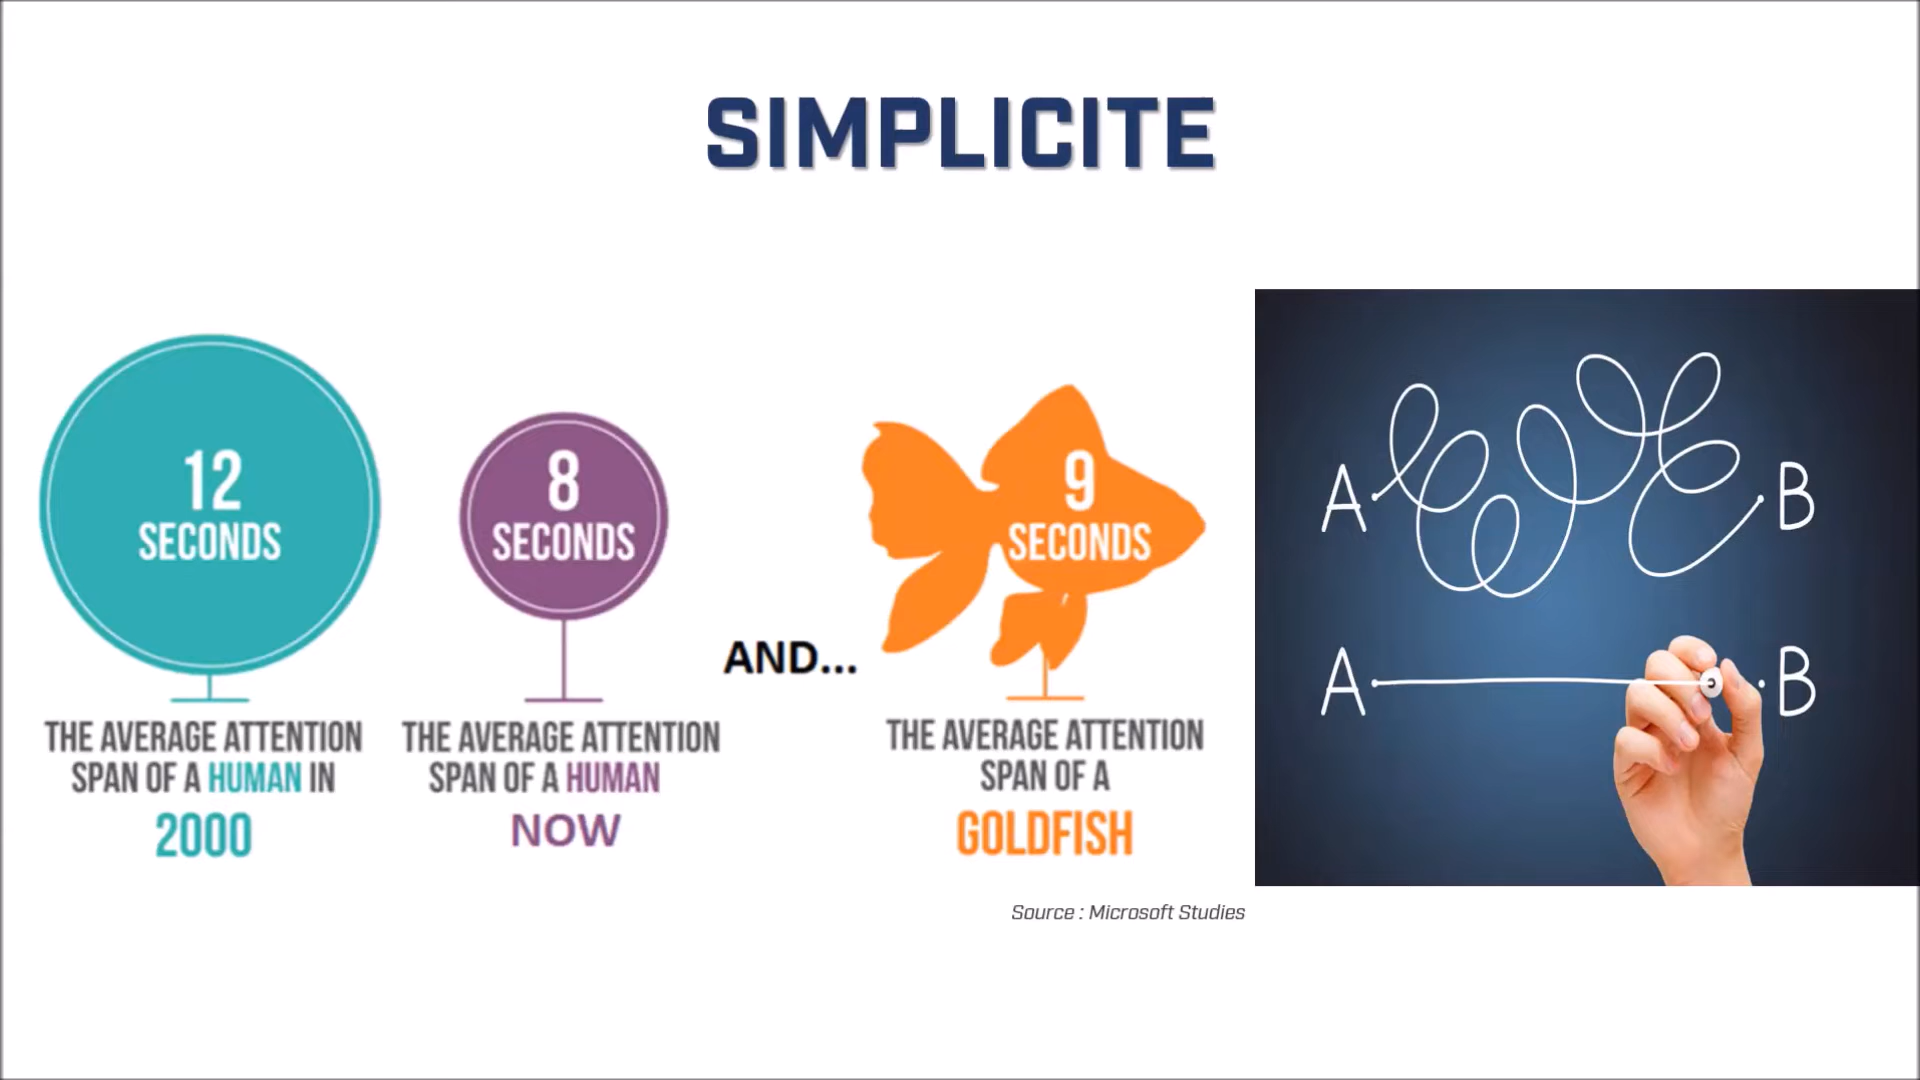 SIMPLICITE
12
SECONDS
THE AVERAGE ATTENTION
SPAN OF A HUMAN IN
2000
8
SECONDS
THE AVERAGE ATTENTION
SPAN OF A HUMAN
NOW
AND...
9
SECONDS
THE AVERAGE ATTENTION
SPAN OF A
GOLDFISH
Source : Microsoft Studies
A B
A B